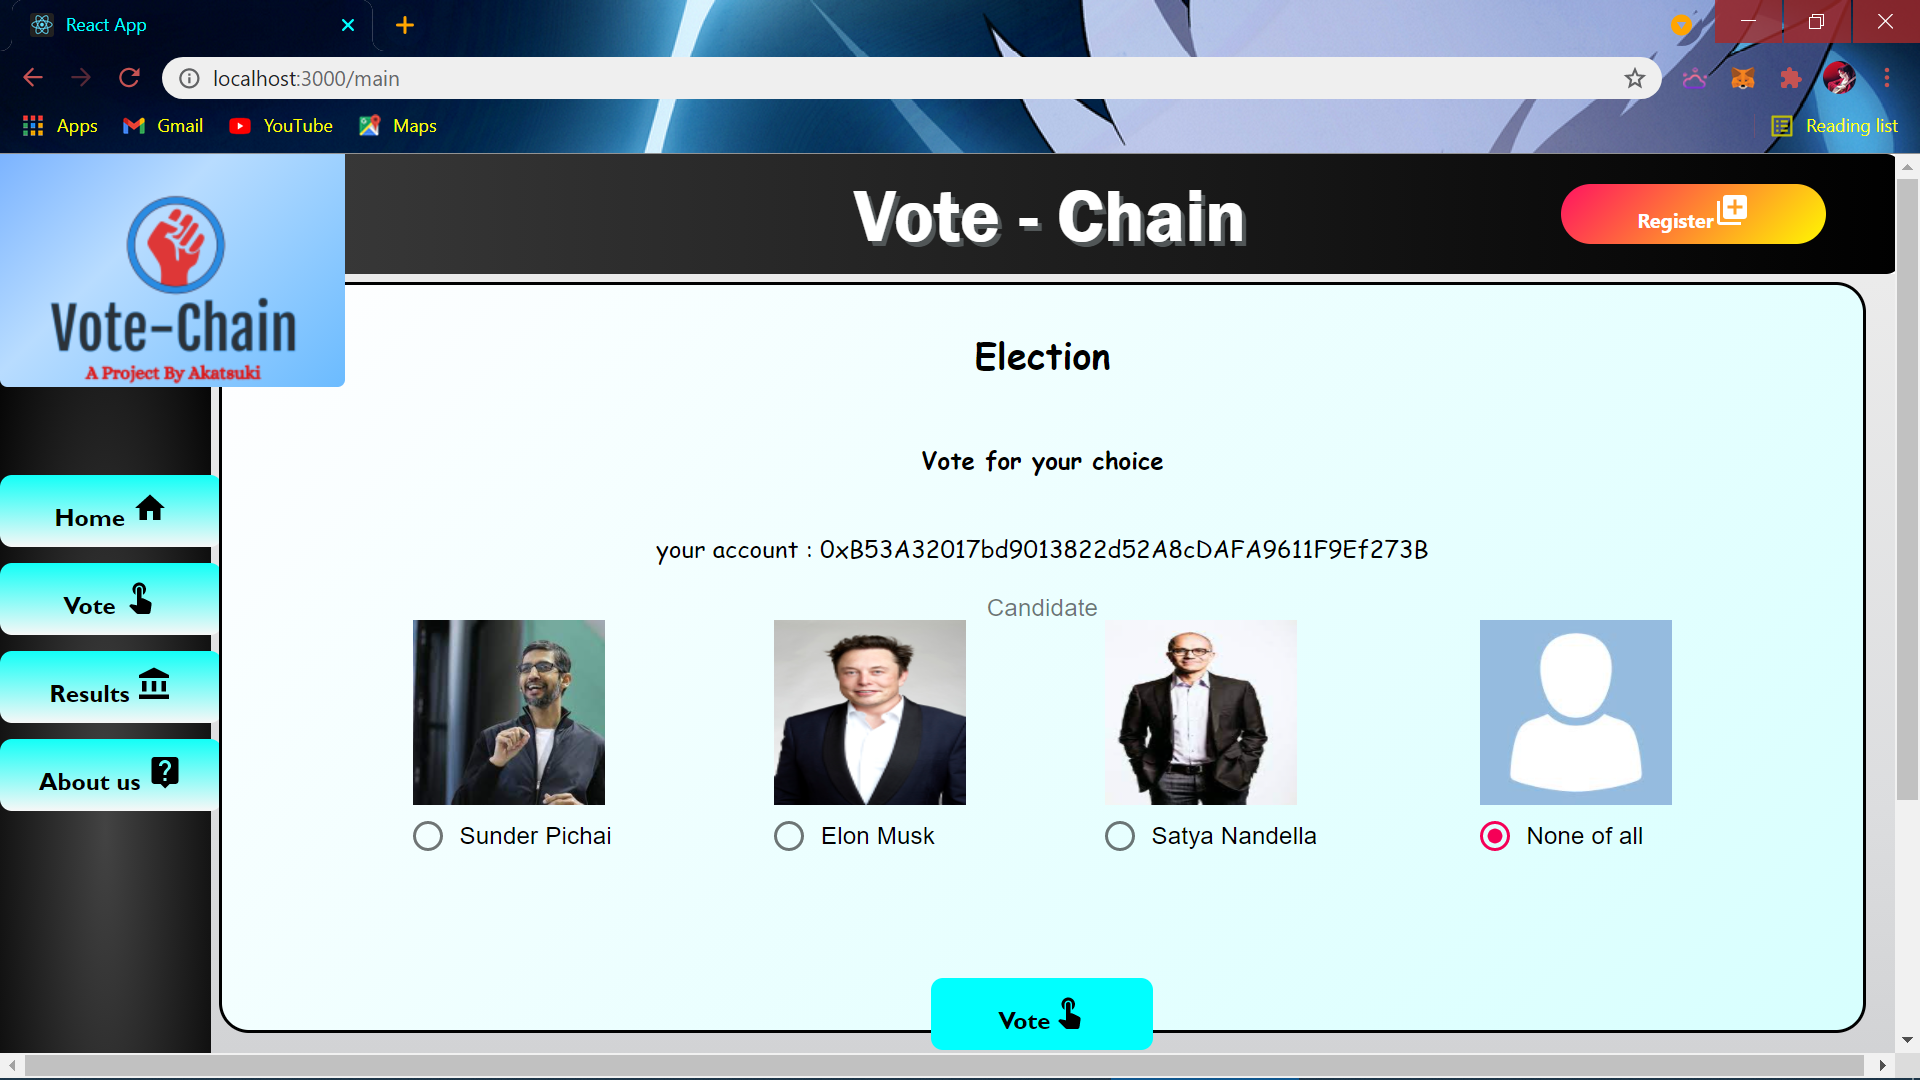 React App
localhost:3000/main
Apps
Gmail
YouTube
Maps
Reading list
Vote-Chain
A Project By Akatsuki
Vote - Chain
Register
Home
Vote
Results
About us
Election
Vote for your choice
your account : 0xB53A32017bd9013822d52A8cDAFA9611F9Ef273B
Candidate
Sunder Pichai
Elon Musk
Satya Nandella
None of all
Vote